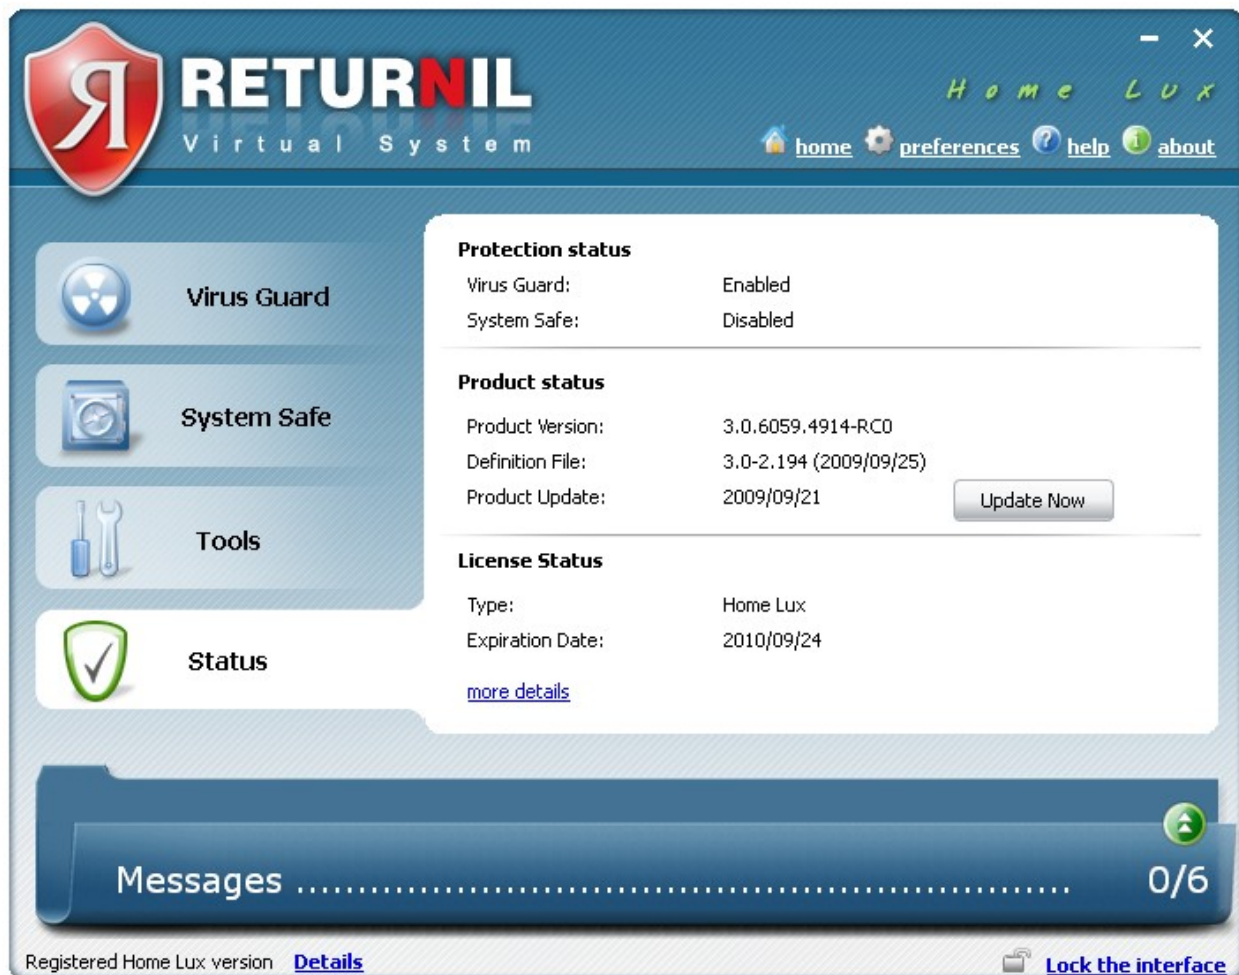 RETURNIL
Virtual System
Home Lux
home preferences help about
Virus Guard
System Safe
Tools
Status
Protection status
Virus Guard: Enabled
System Safe: Disabled
Product status
Product Version: 3.0.6059.4914-RC0
Definition File: 3.0-2.194 (2009/09/25)
Product Update: 2009/09/21 Update Now
License Status
Type: Home Lux
Expiration Date: 2010/09/24
more details
Messages .............................................................. 0/6
Registered Home Lux version Details Lock the interface